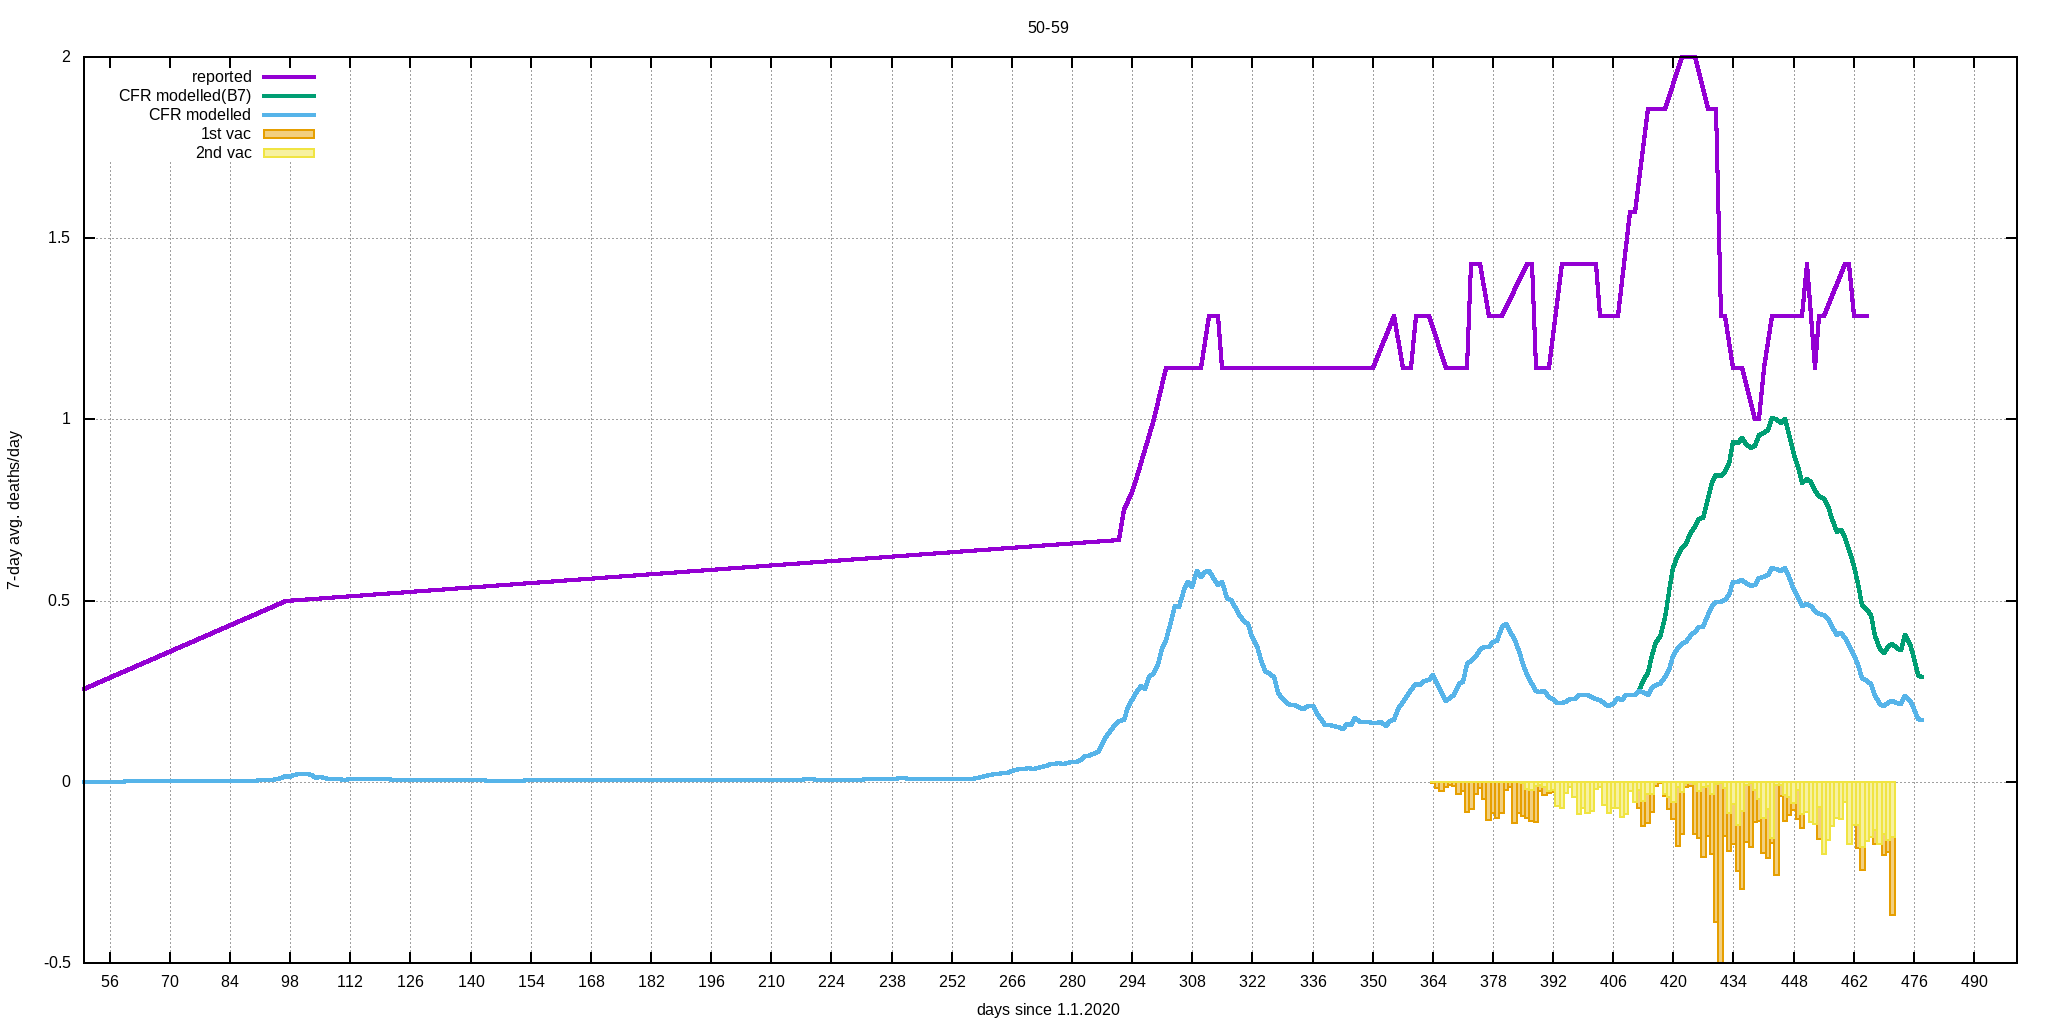 50-59
reported
CFR modelled(B7)
CFR modelled
1st vac
2nd vac
7-day avg. deaths/day
2
1.5
1
0.5
0
-0.5
56 70 84 98 112 126 140 154 168 182 196 210 224 238 252 266 280 294 308 322 336 350 364 378 392 406 420 434 448 462 476 490
days since 1.1.2020